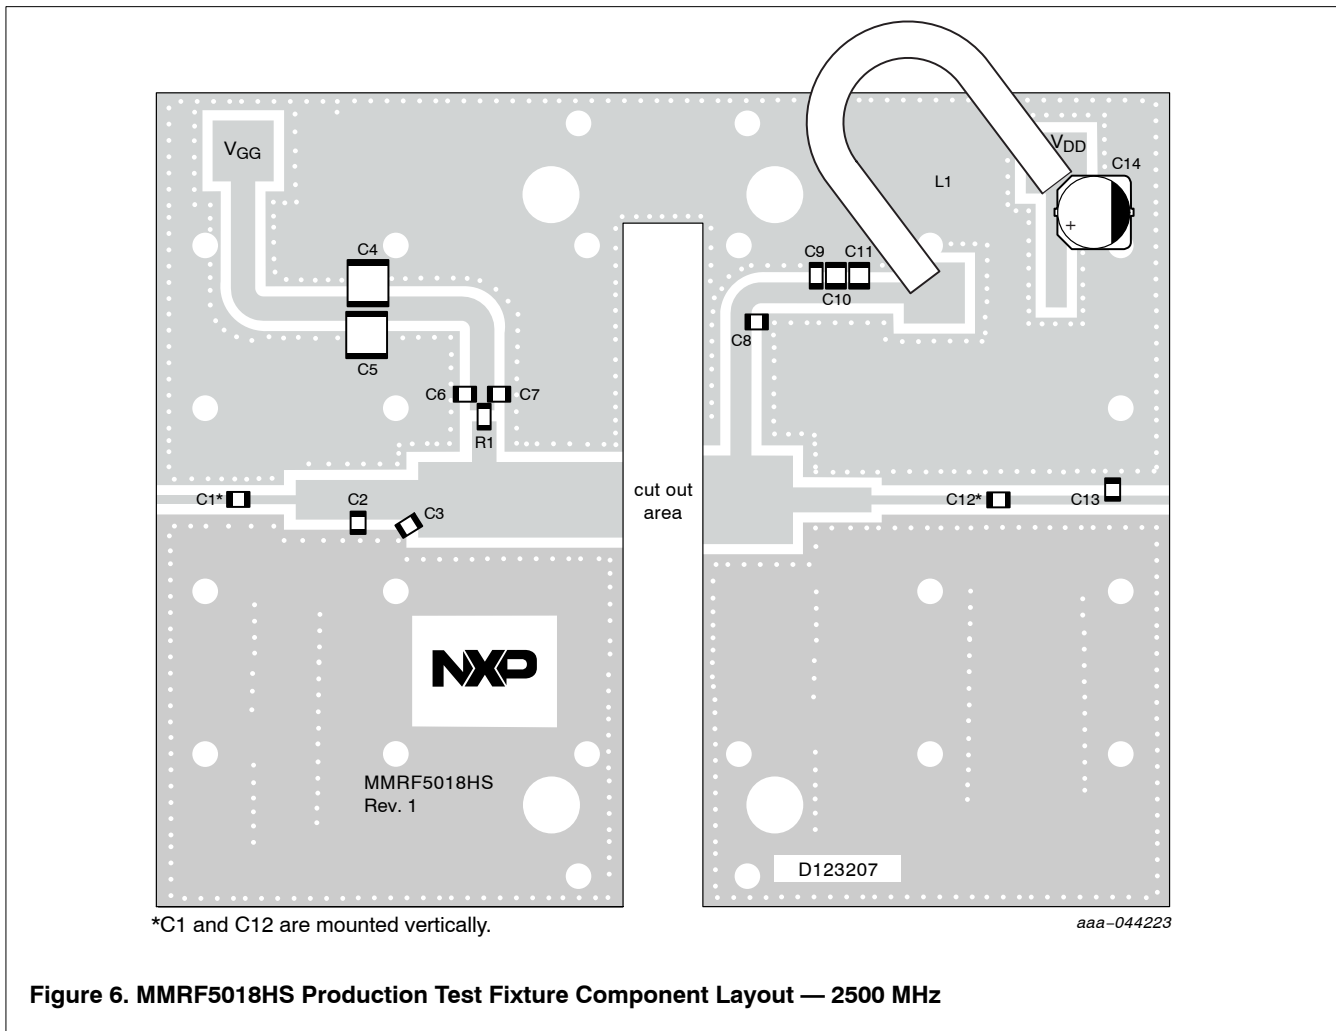 VGG
VDD
C14
L1
C4
C9
C11
C10
C8
C5
C6
C7
R1
C1*
C2
C3
cut out
area
C12*
C13
NXP
MMRF5018HS
Rev. 1
D123207
*C1 and C12 are mounted vertically.
aaa-044223
Figure 6. MMRF5018HS Production Test Fixture Component Layout — 2500 MHz